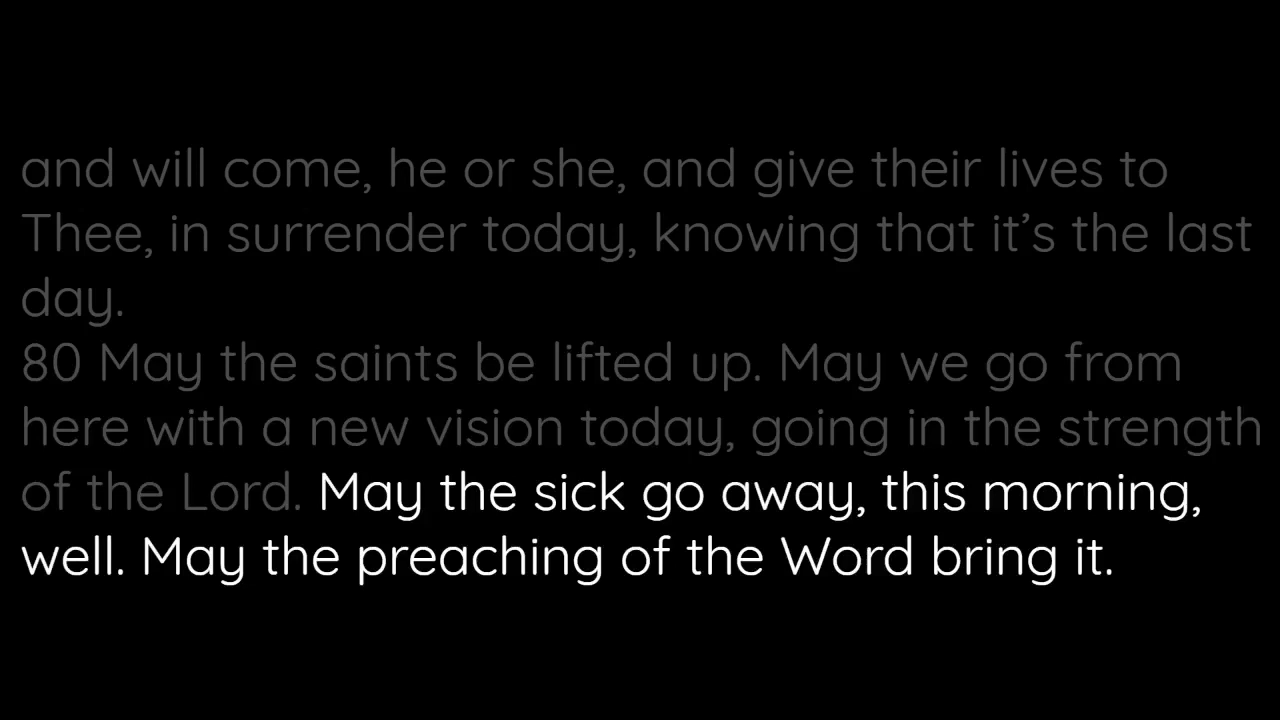 and will come, he or she, and give their lives to
Thee, in surrender today, knowing that it’s the last
day.
80 May the saints be lifted up. May we go from
here with a new vision today, going in the strength
of the Lord. May the sick go away, this morning,
well. May the preaching of the Word bring it.